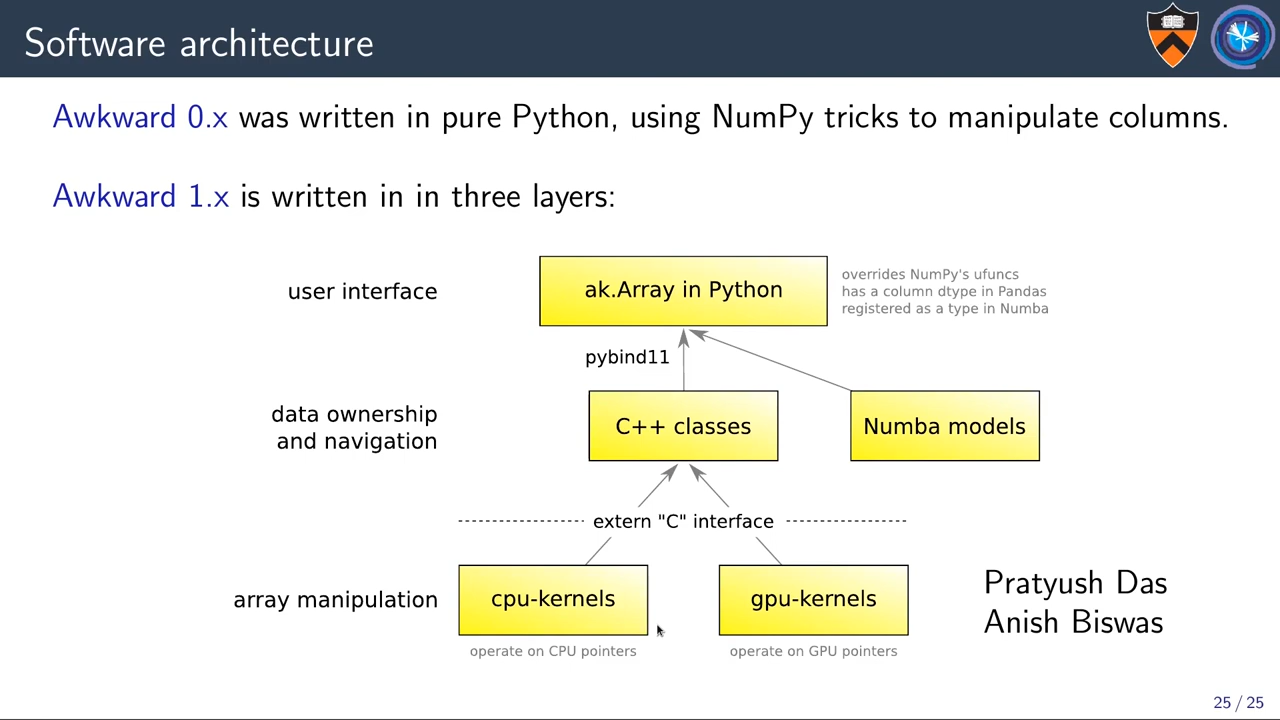 Software architecture
Awkward 0.x was written in pure Python, using NumPy tricks to manipulate columns.
Awkward 1.x is written in in three layers:
user interface
ak.Array in Python
overrides NumPy's ufuncs
has a column dtype in Pandas
registered as a type in Numba
pybind11
data ownership
and navigation
C++ classes
Numba models
extern "C" interface
array manipulation
cpu-kernels
gpu-kernels
operate on CPU pointers
operate on GPU pointers
Pratyush Das
Anish Biswas
25 / 25